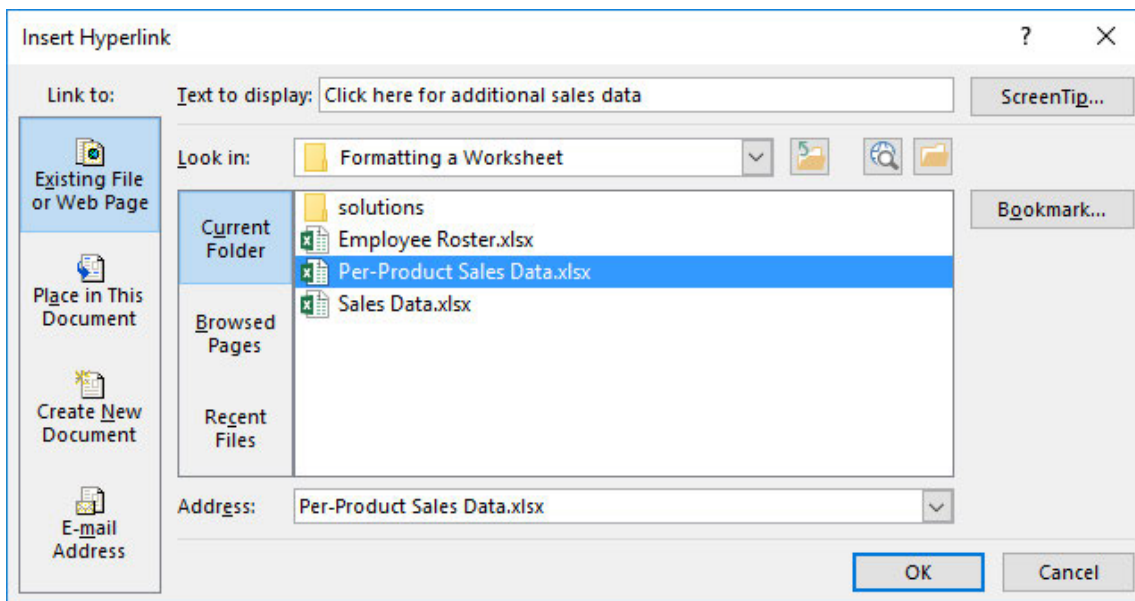 Insert Hyperlink
?
Link to:
Text to display:
Click here for additional sales data
ScreenTip...
Existing File
or Web Page
Place in This
Document
Create New
Document
E-mail
Address
Look in:
Formatting a Worksheet
Current
Folder
Browsed
Pages
Recent
Files
solutions
Employee Roster.xlsx
Per-Product Sales Data.xlsx
Sales Data.xlsx
Bookmark...
Address:
Per-Product Sales Data.xlsx
OK
Cancel